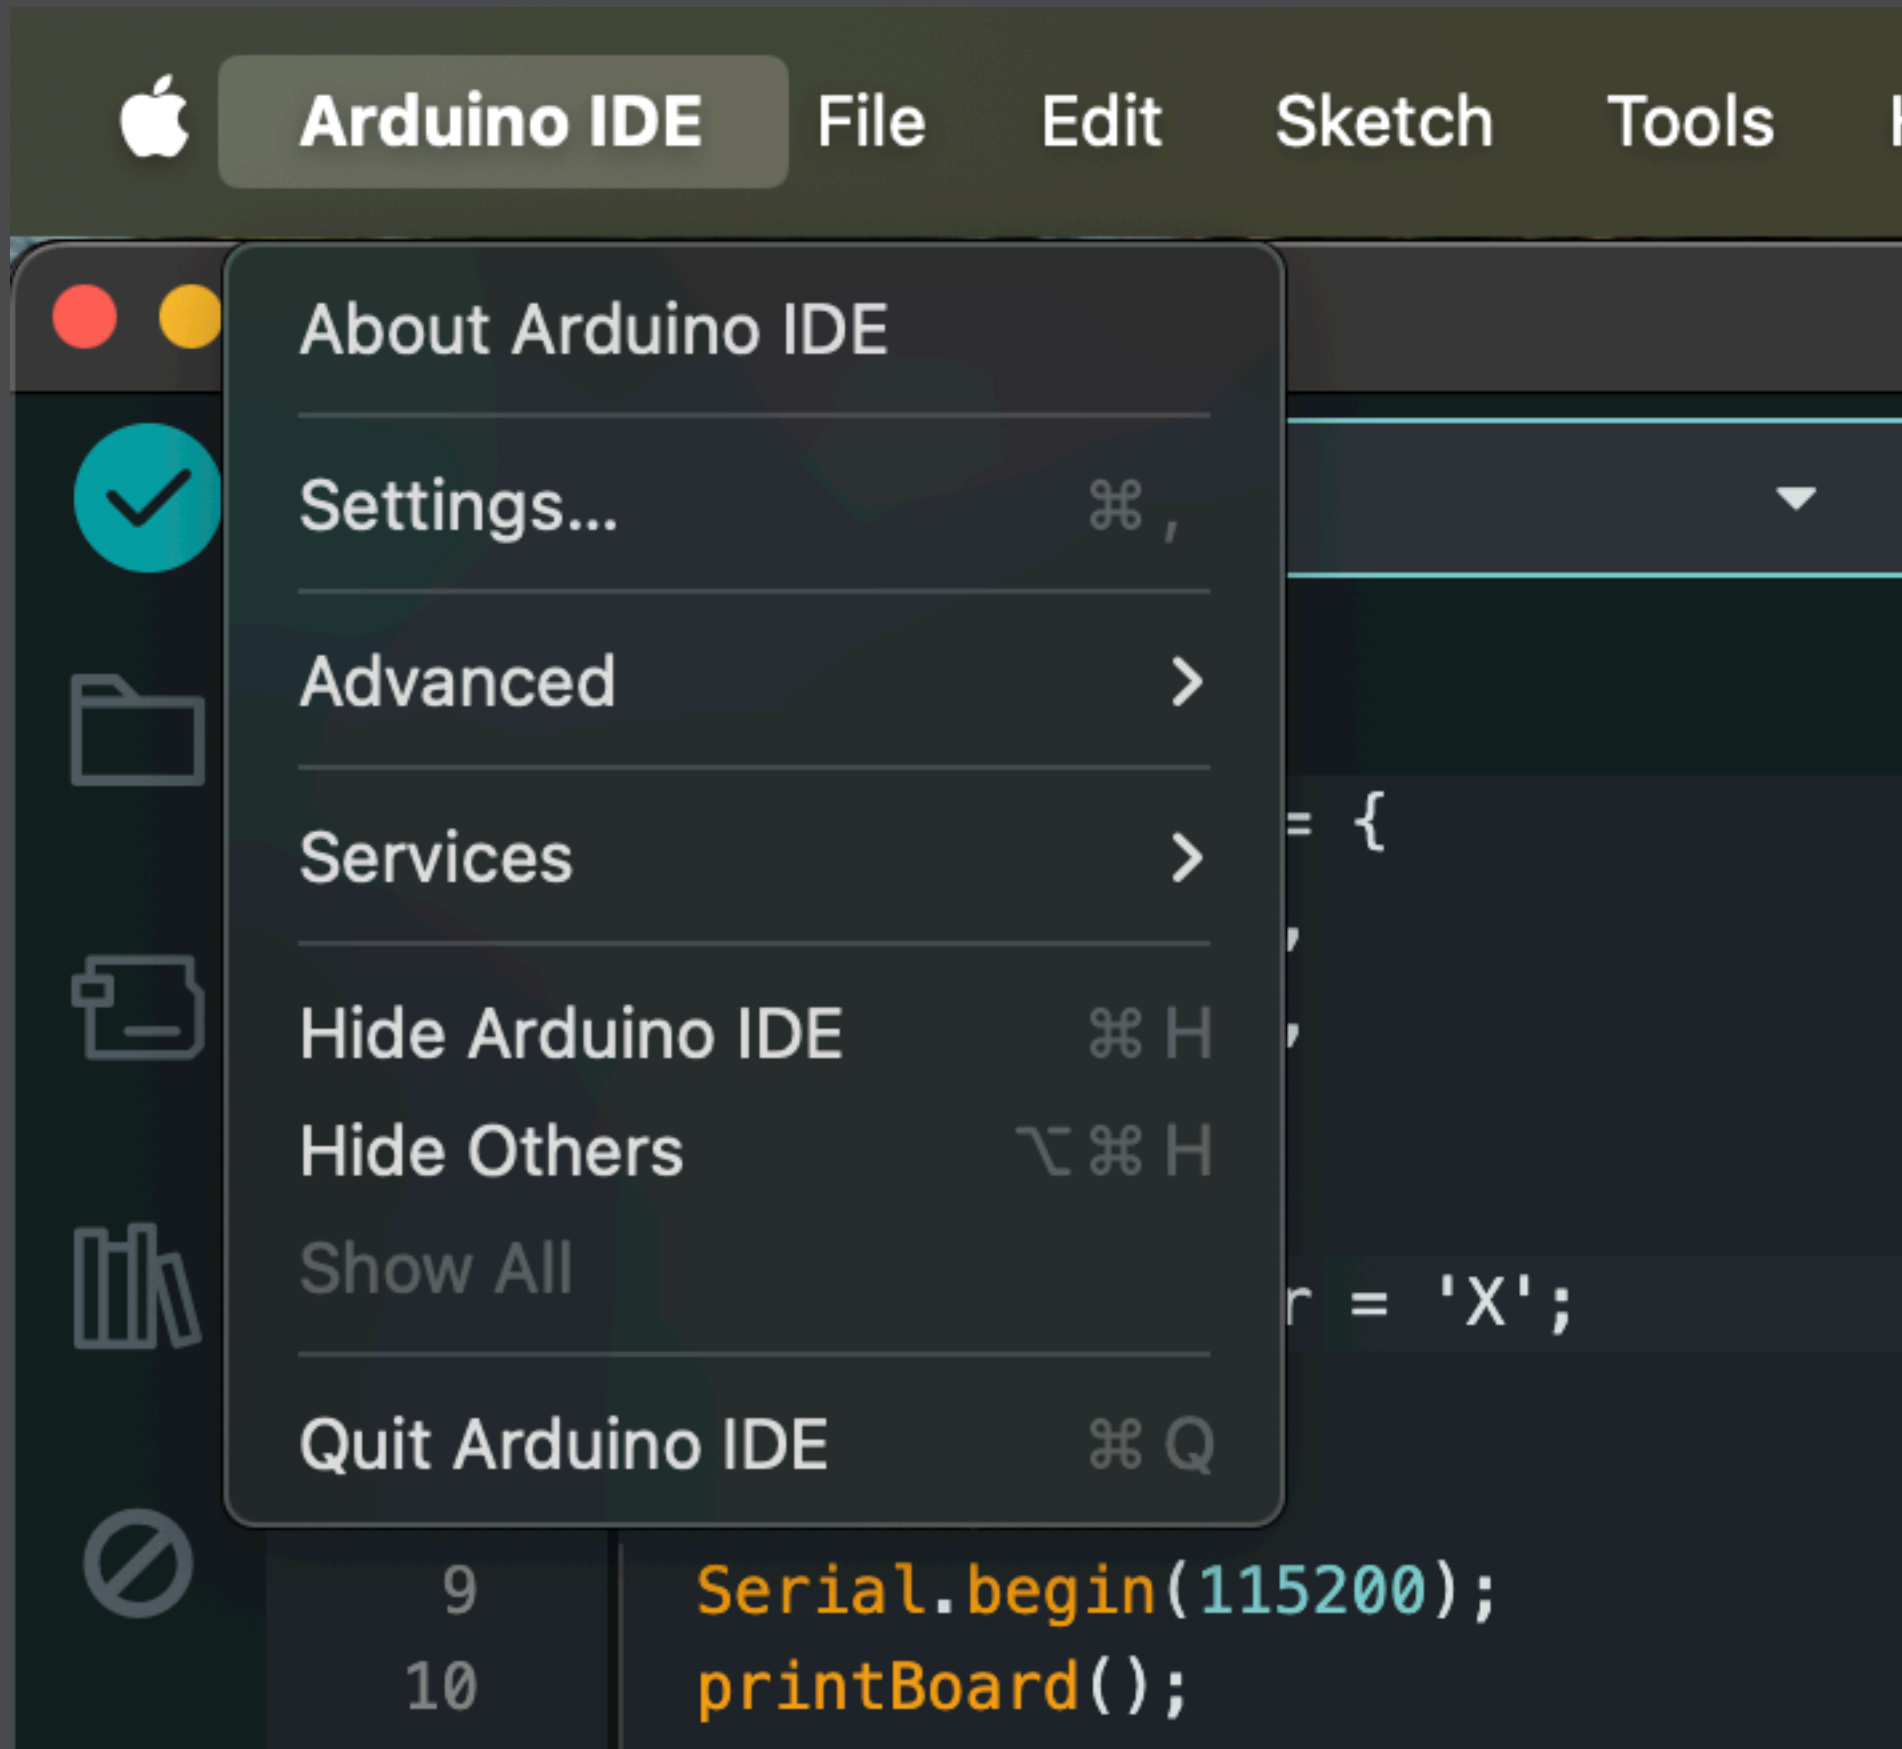 Arduino IDE File Edit Sketch Tools
About Arduino IDE
Settings... ⌘ ,
Advanced
Services
= {
,
Hide Arduino IDE ⌘ H
,
Hide Others ⌥ ⌘ H
Show All
r = 'X';
Quit Arduino IDE ⌘ Q
9 Serial.begin(115200);
10 printBoard();